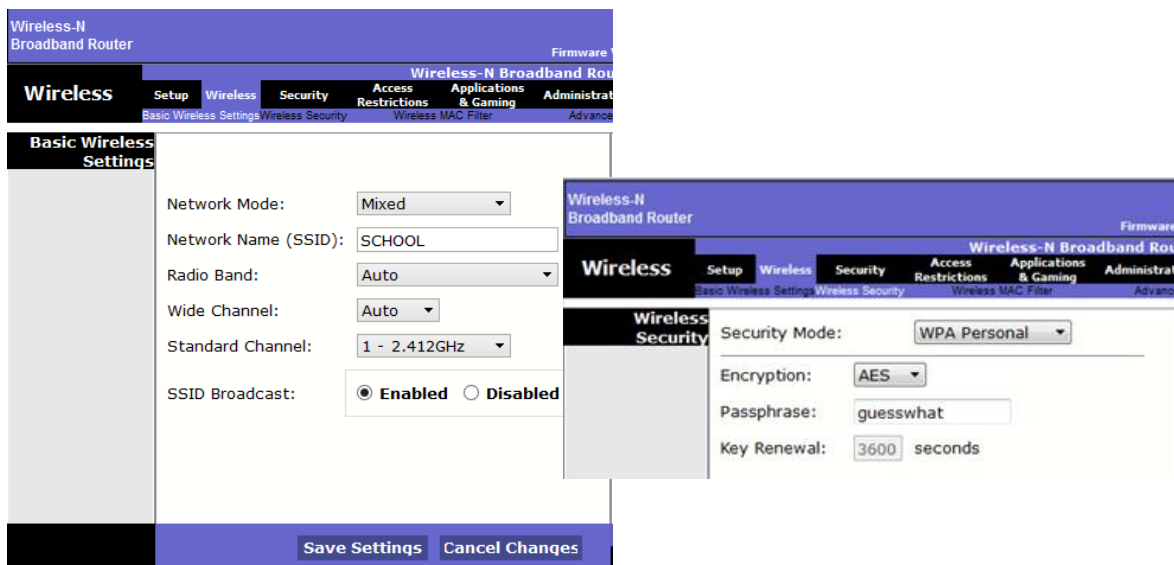 Wireless-N
Broadband Router
Firmware
Wireless-N Broadband Rou
Wireless
Setup Wireless Security Access Restrictions Applications & Gaming Administrat
Basic Wireless Settings Wireless Security Wireless MAC Filter Advance
Basic Wireless
Settings
Network Mode: Mixed
Network Name (SSID): SCHOOL
Radio Band: Auto
Wide Channel: Auto
Standard Channel: 1 - 2.412GHz
SSID Broadcast: Enabled Disabled
Save Settings Cancel Changes
Wireless-N
Broadband Router
Firmware
Wireless-N Broadband Rou
Wireless
Setup Wireless Security Access Restrictions Applications & Gaming Administrat
Basic Wireless Settings Wireless Security Wireless MAC Filter Advanc
Wireless
Security
Security Mode: WPA Personal
Encryption: AES
Passphrase: guesswhat
Key Renewal: 3600 seconds